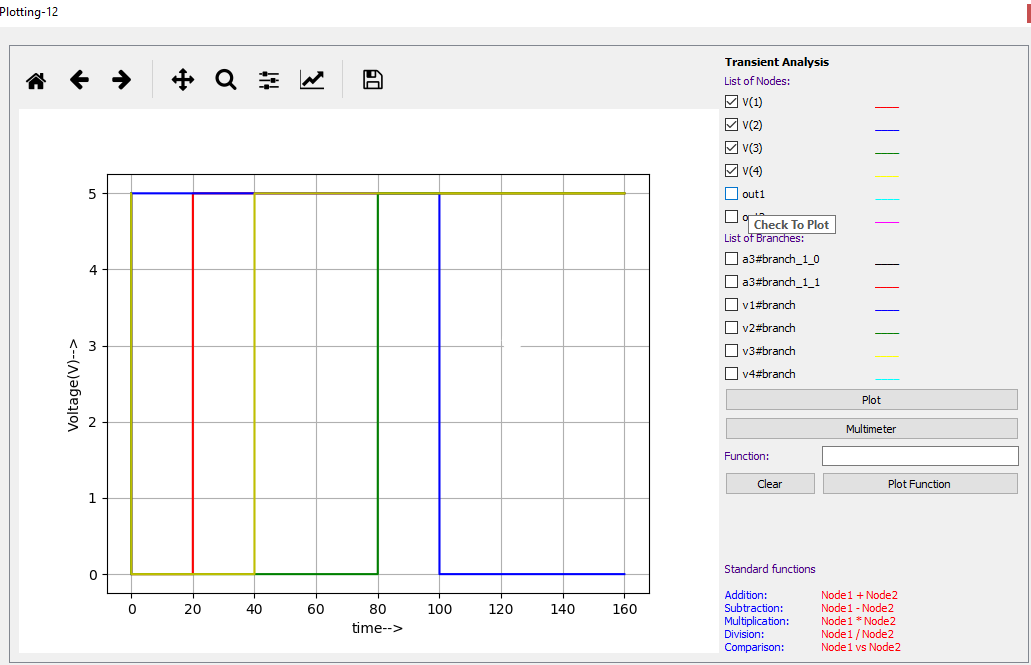 Plotting-12
Transient Analysis
List of Nodes:
V(1)
V(2)
V(3)
V(4)
out1
Check To Plot
List of Branches:
a3#branch_1_0
a3#branch_1_1
v1#branch
v2#branch
v3#branch
v4#branch
Plot
Multimeter
Function:
Clear
Plot Function
Standard functions
Addition: Node1 + Node2
Subtraction: Node1 - Node2
Multiplication: Node1 * Node2
Division: Node1 / Node2
Comparison: Node1 vs Node2
Voltage(V)-->
5
4
3
2
1
0
0 20 40 60 80 100 120 140 160
time-->